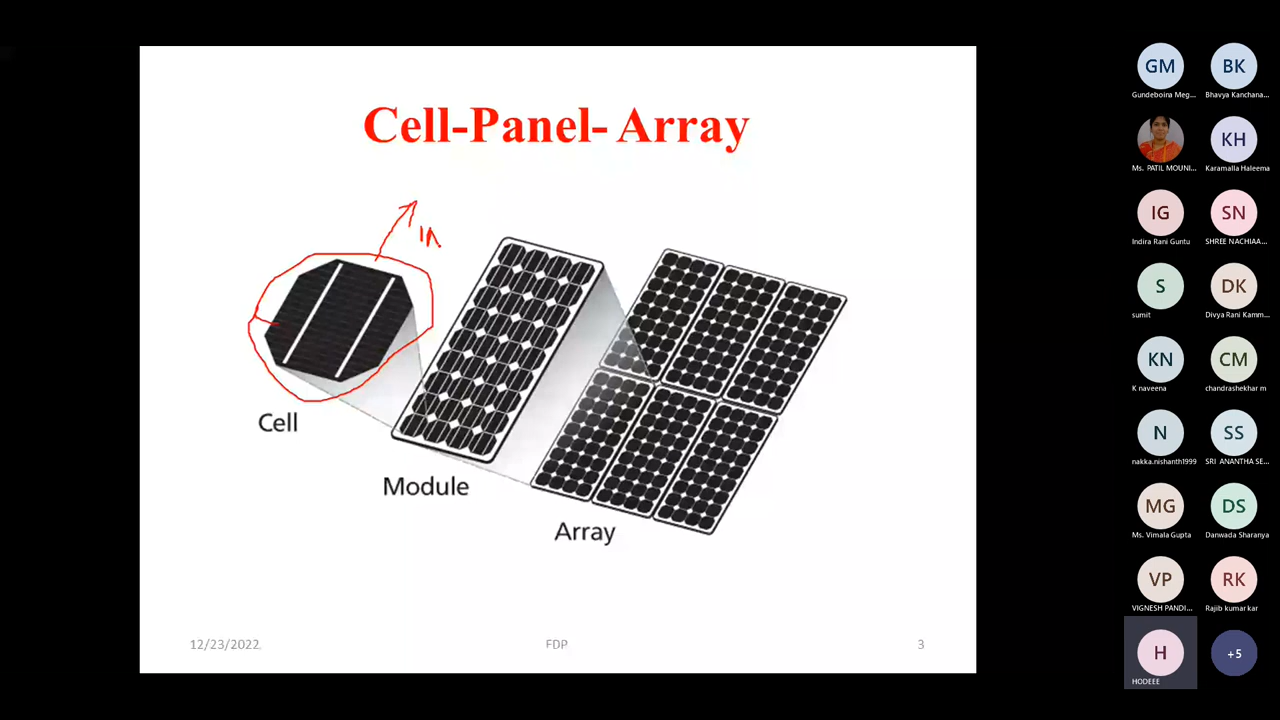 Cell-Panel- Array
Cell
Module
Array
12/23/2022
FDP
3
GM
Gundeboina Meg...
BK
Bhavya Kanchana...
Ms. PATIL MOUNI...
KH
Karamalla Haleema
IG
Indira Rani Guntu
SN
SHREE NACHIAA...
S
sumit
DK
Divya Rani Kamm...
KN
K naveena
CM
chandrashekhar m
N
nakka.nishanth1999
SS
SRI ANANTHA SE...
MG
Ms. Vimala Gupta
DS
Danwada Sharanya
VP
VIGNESH PANDI...
RK
Rajib kumar kar
H
HODEEE
+5